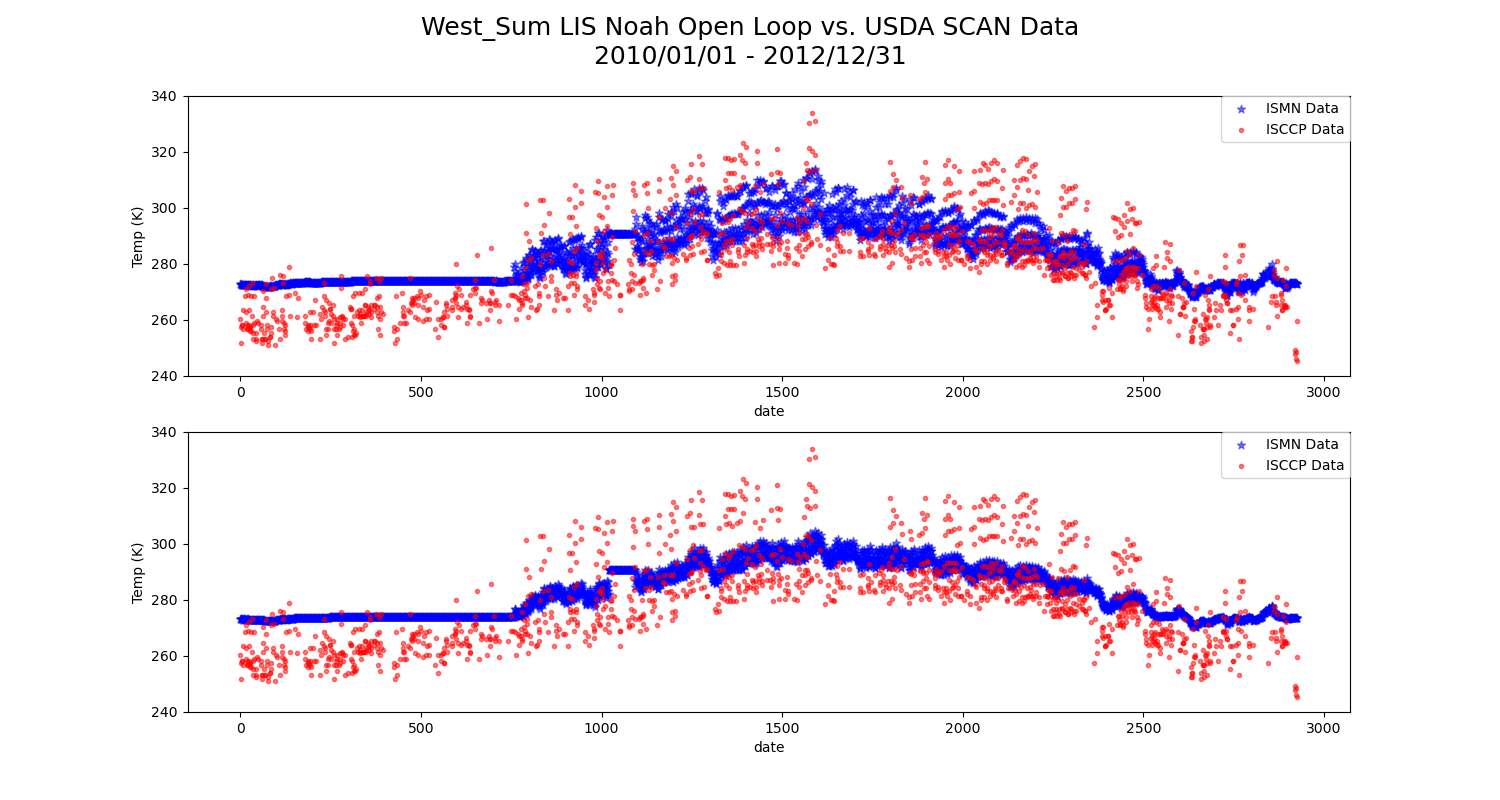 West_Sum LIS Noah Open Loop vs. USDA SCAN Data
2010/01/01 - 2012/12/31
340
320
300
280
260
240
Temp (K)
ISMN Data
ISCCP Data
0 500 1000 1500 2000 2500 3000
date
340
320
300
280
260
240
Temp (K)
ISMN Data
ISCCP Data
0 500 1000 1500 2000 2500 3000
date